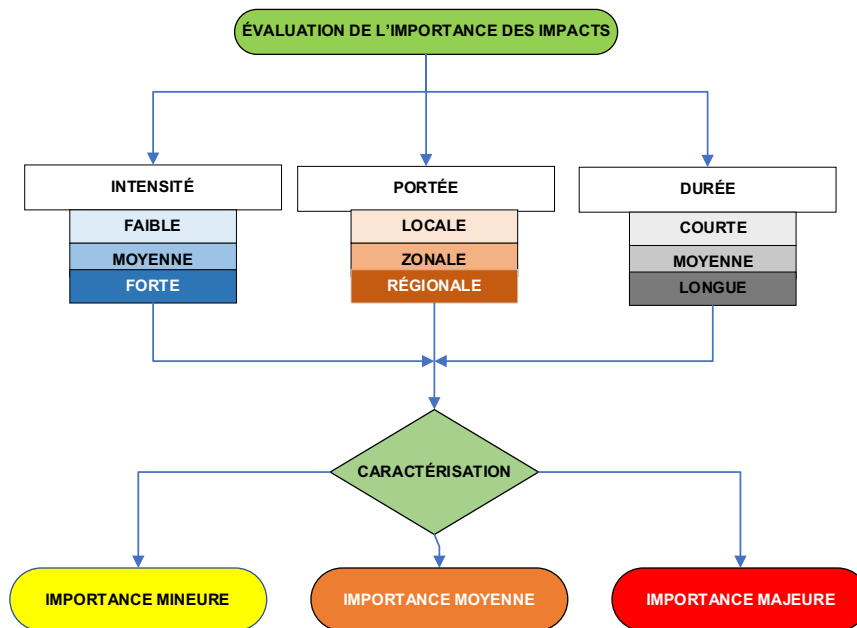 ÉVALUATION DE L'IMPORTANCE DES IMPACTS
INTENSITÉ
FAIBLE
MOYENNE
FORTE
PORTÉE
LOCALE
ZONALE
RÉGIONALE
DURÉE
COURTE
MOYENNE
LONGUE
CARACTÉRISATION
IMPORTANCE MINEURE
IMPORTANCE MOYENNE
IMPORTANCE MAJEURE